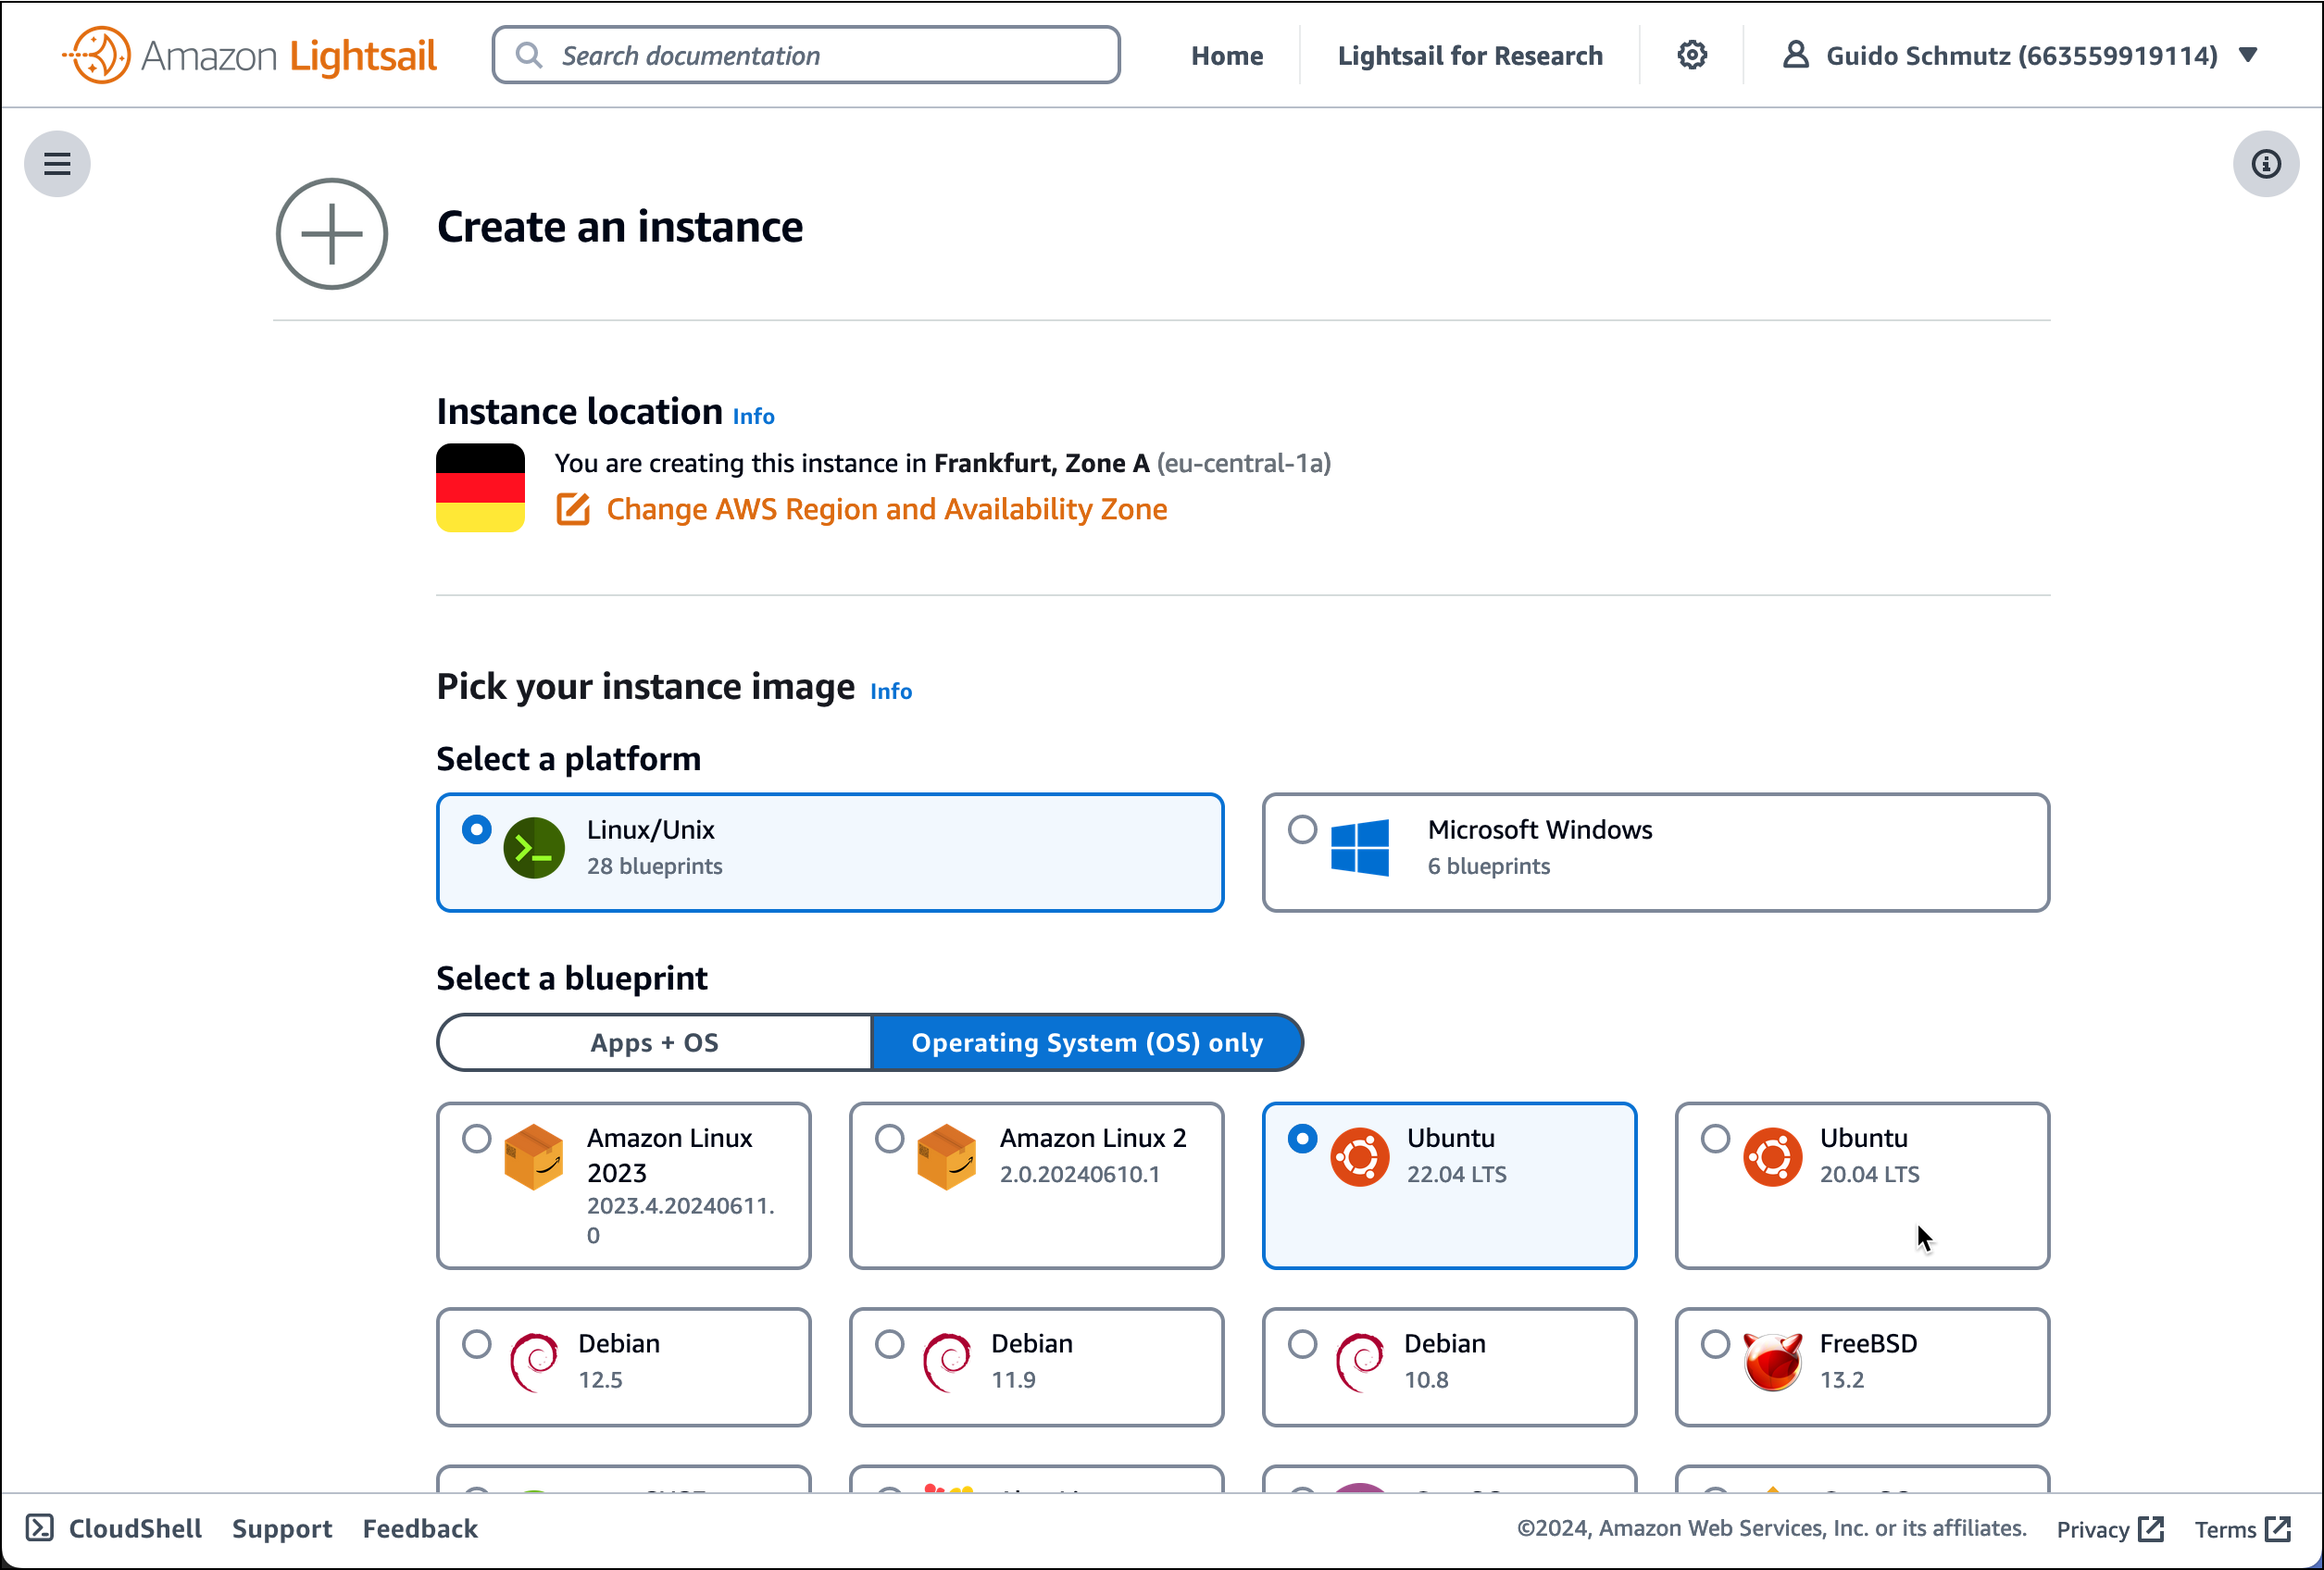 Amazon Lightsail
Search documentation
Home
Lightsail for Research
Guido Schmutz (663559919114)
Create an instance
Instance location Info
You are creating this instance in Frankfurt, Zone A (eu-central-1a)
Change AWS Region and Availability Zone
Pick your instance image Info
Select a platform
Linux/Unix
28 blueprints
Microsoft Windows
6 blueprints
Select a blueprint
Apps + OS
Operating System (OS) only
Amazon Linux
2023
2023.4.20240611.
0
Amazon Linux 2
2.0.20240610.1
Ubuntu
22.04 LTS
Ubuntu
20.04 LTS
Debian
12.5
Debian
11.9
Debian
10.8
FreeBSD
13.2
CloudShell
Support
Feedback
©2024, Amazon Web Services, Inc. or its affiliates.
Privacy
Terms